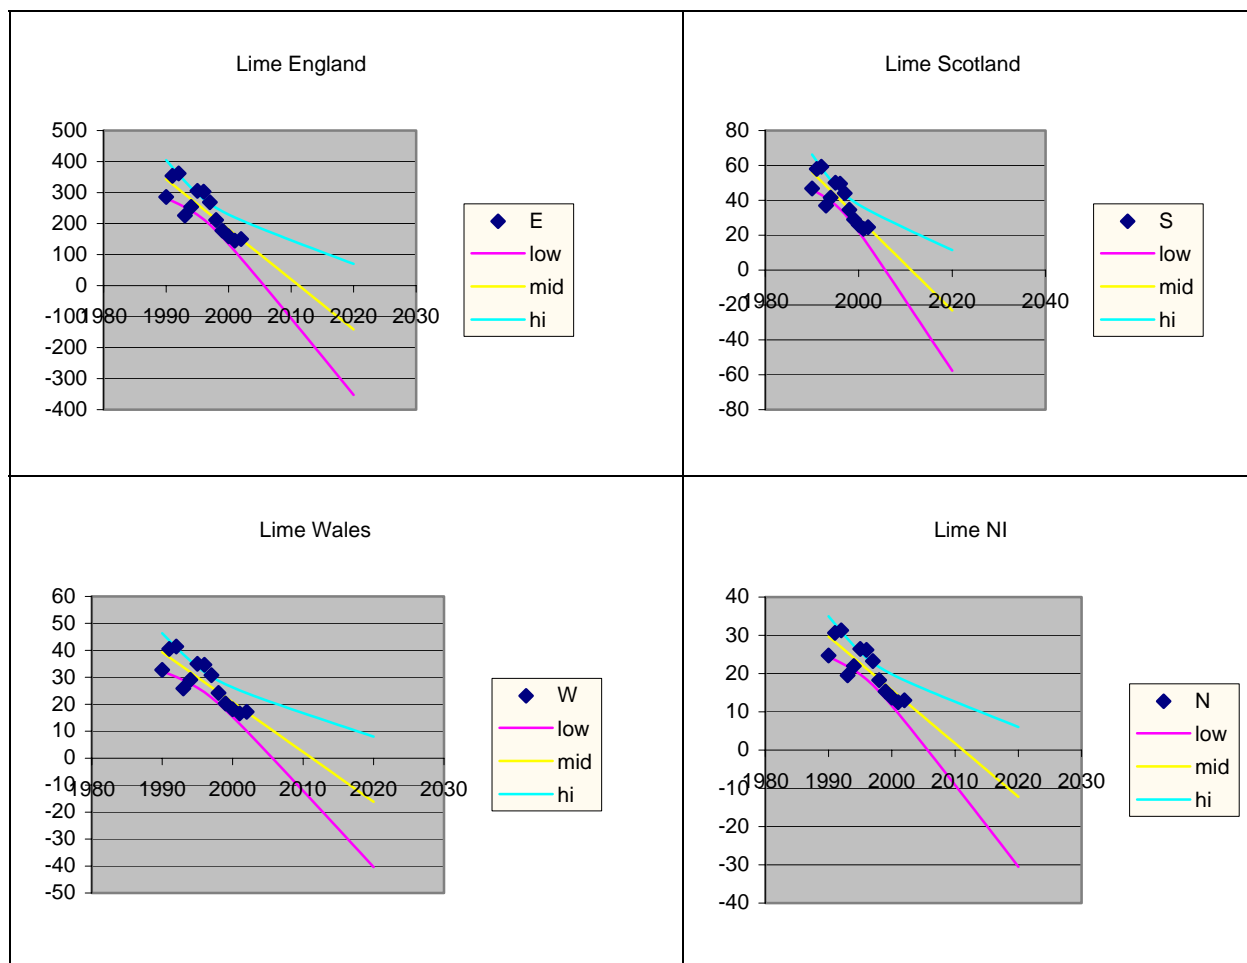 Lime England
500
400
300
200
100
0
-100
-200
-300
-400
1980 1990 2000 2010 2020 2030
E
low
mid
hi
Lime Scotland
80
60
40
20
0
-20
-40
-60
-80
1980 2000 2020 2040
S
low
mid
hi
Lime Wales
60
50
40
30
20
10
0
-10
-20
-30
-40
-50
1980 1990 2000 2010 2020 2030
W
low
mid
hi
Lime NI
40
30
20
10
0
-10
-20
-30
-40
1980 1990 2000 2010 2020 2030
N
low
mid
hi